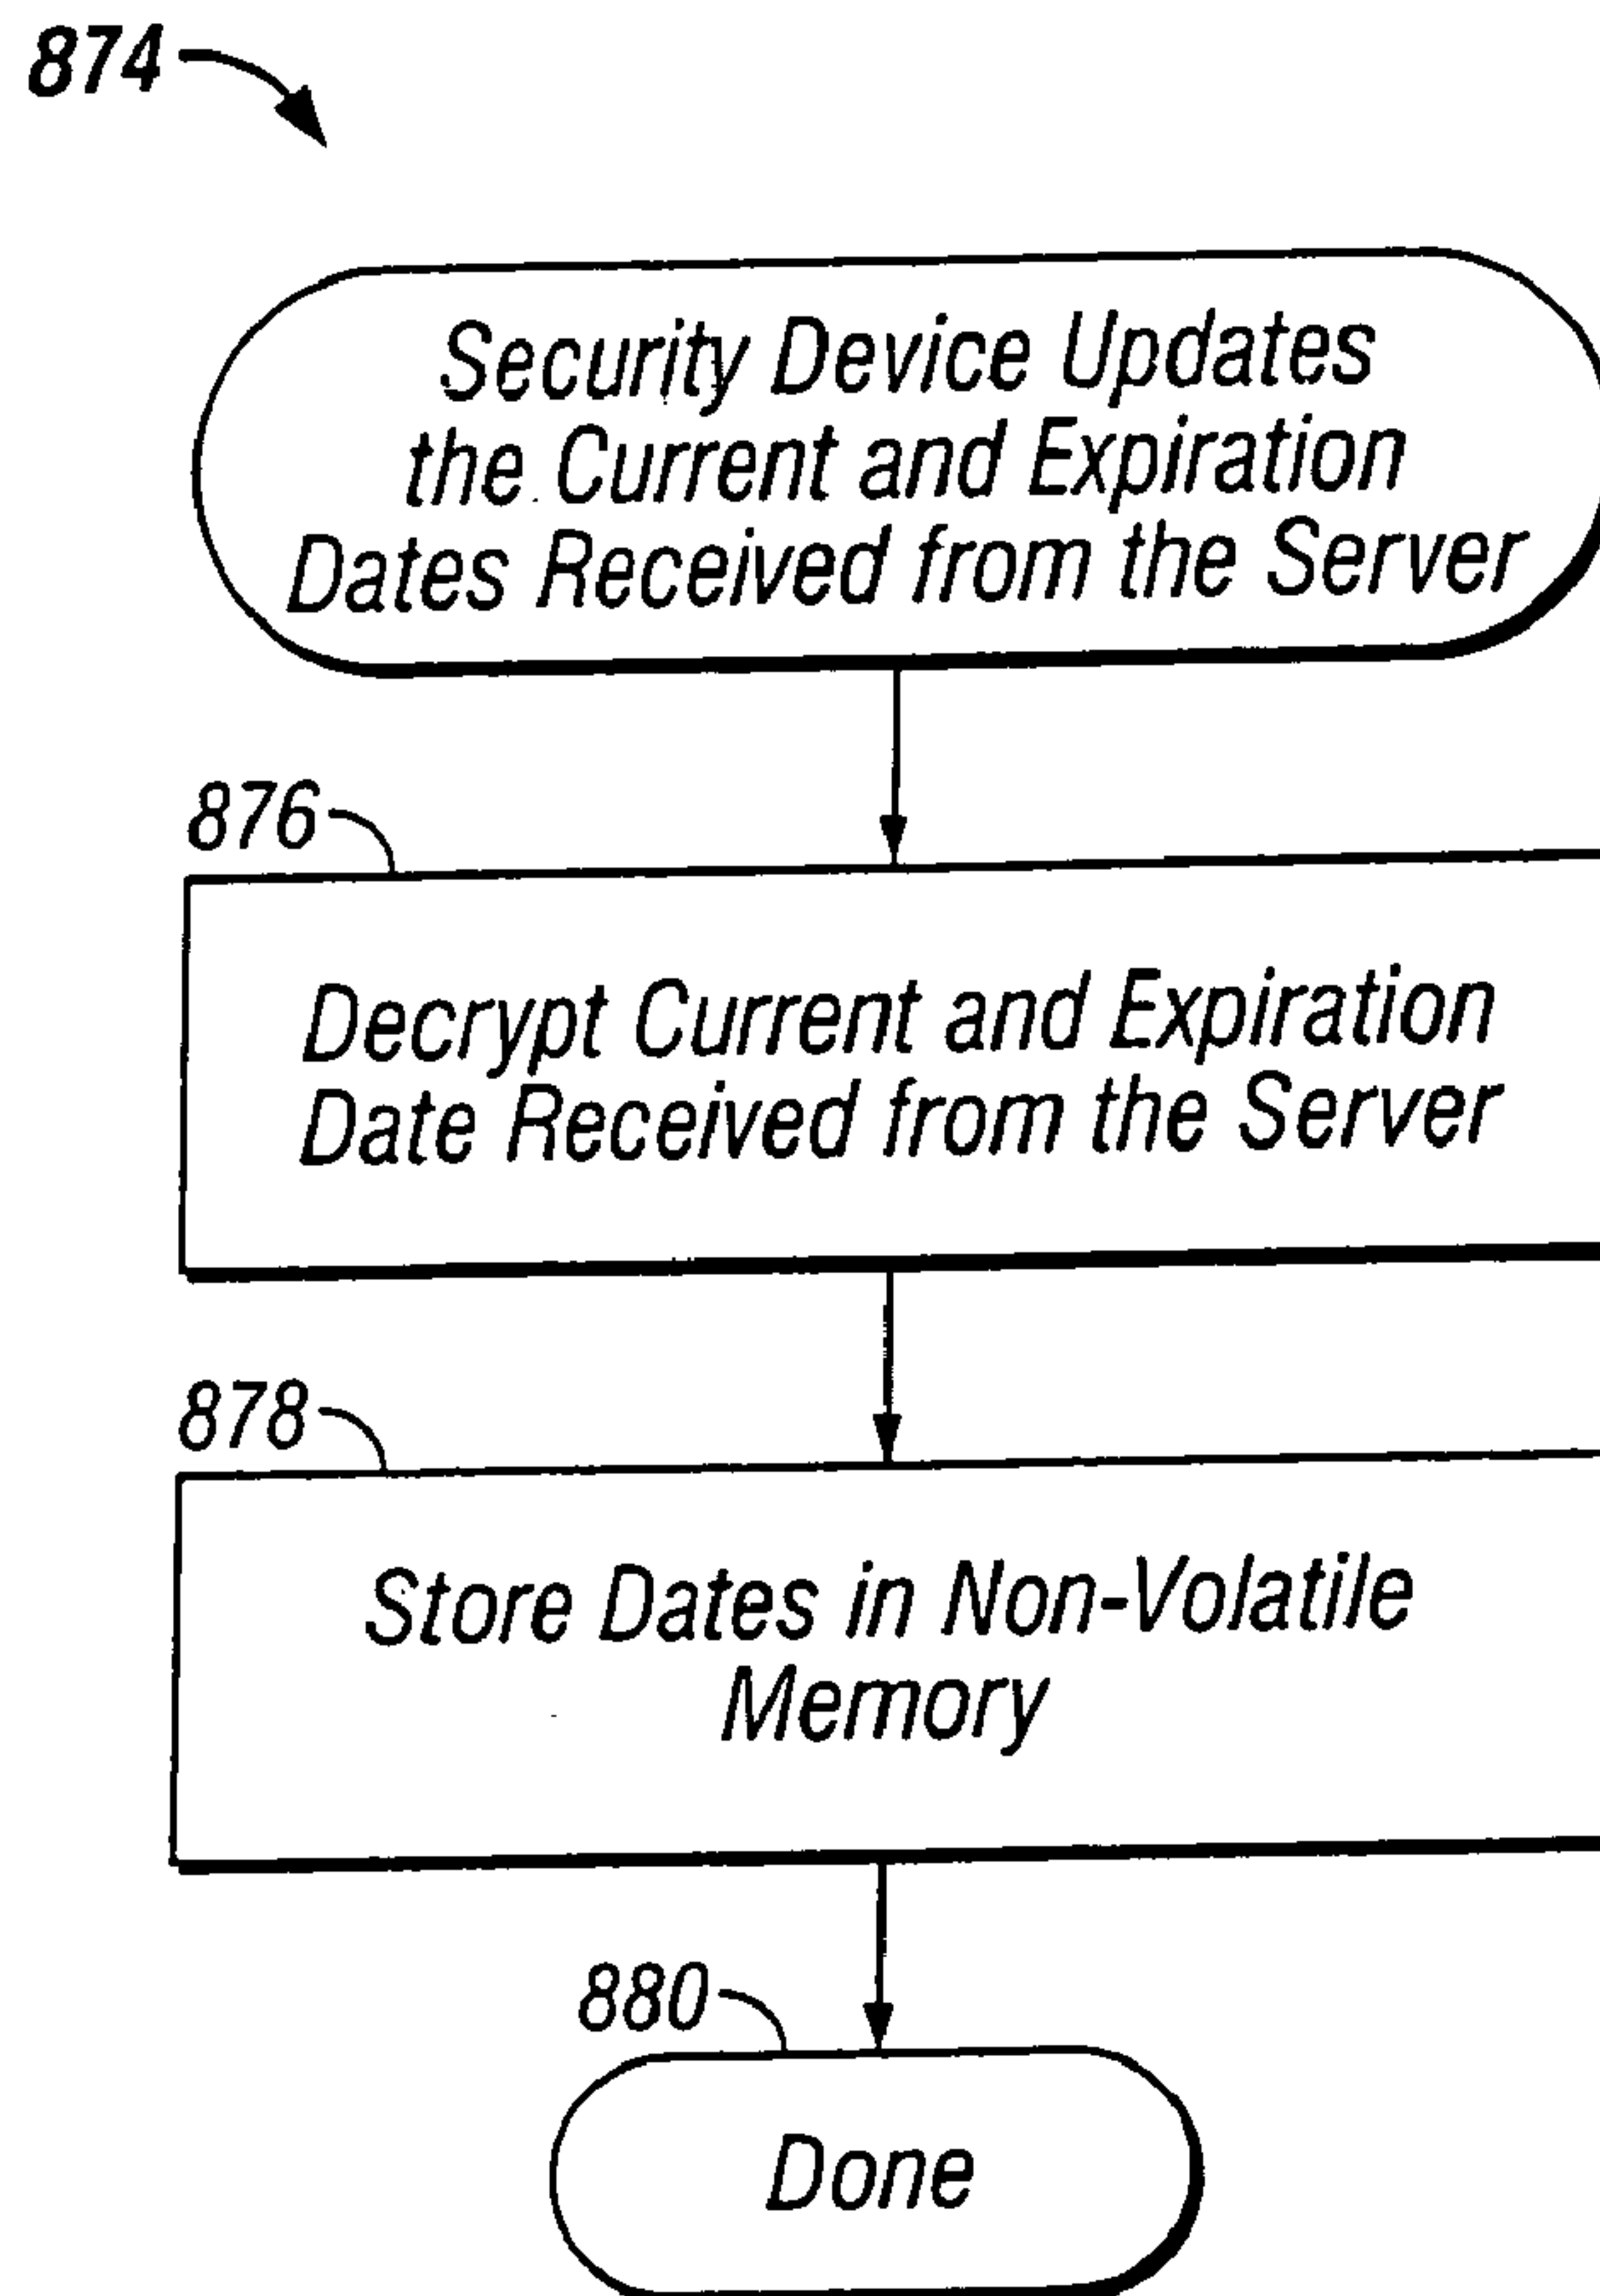 874
Security Device Updates
the Current and Expiration
Dates Received from the Server
876
Decrypt Current and Expiration
Date Received from the Server
878
Store Dates in Non-Volatile
Memory
880
Done